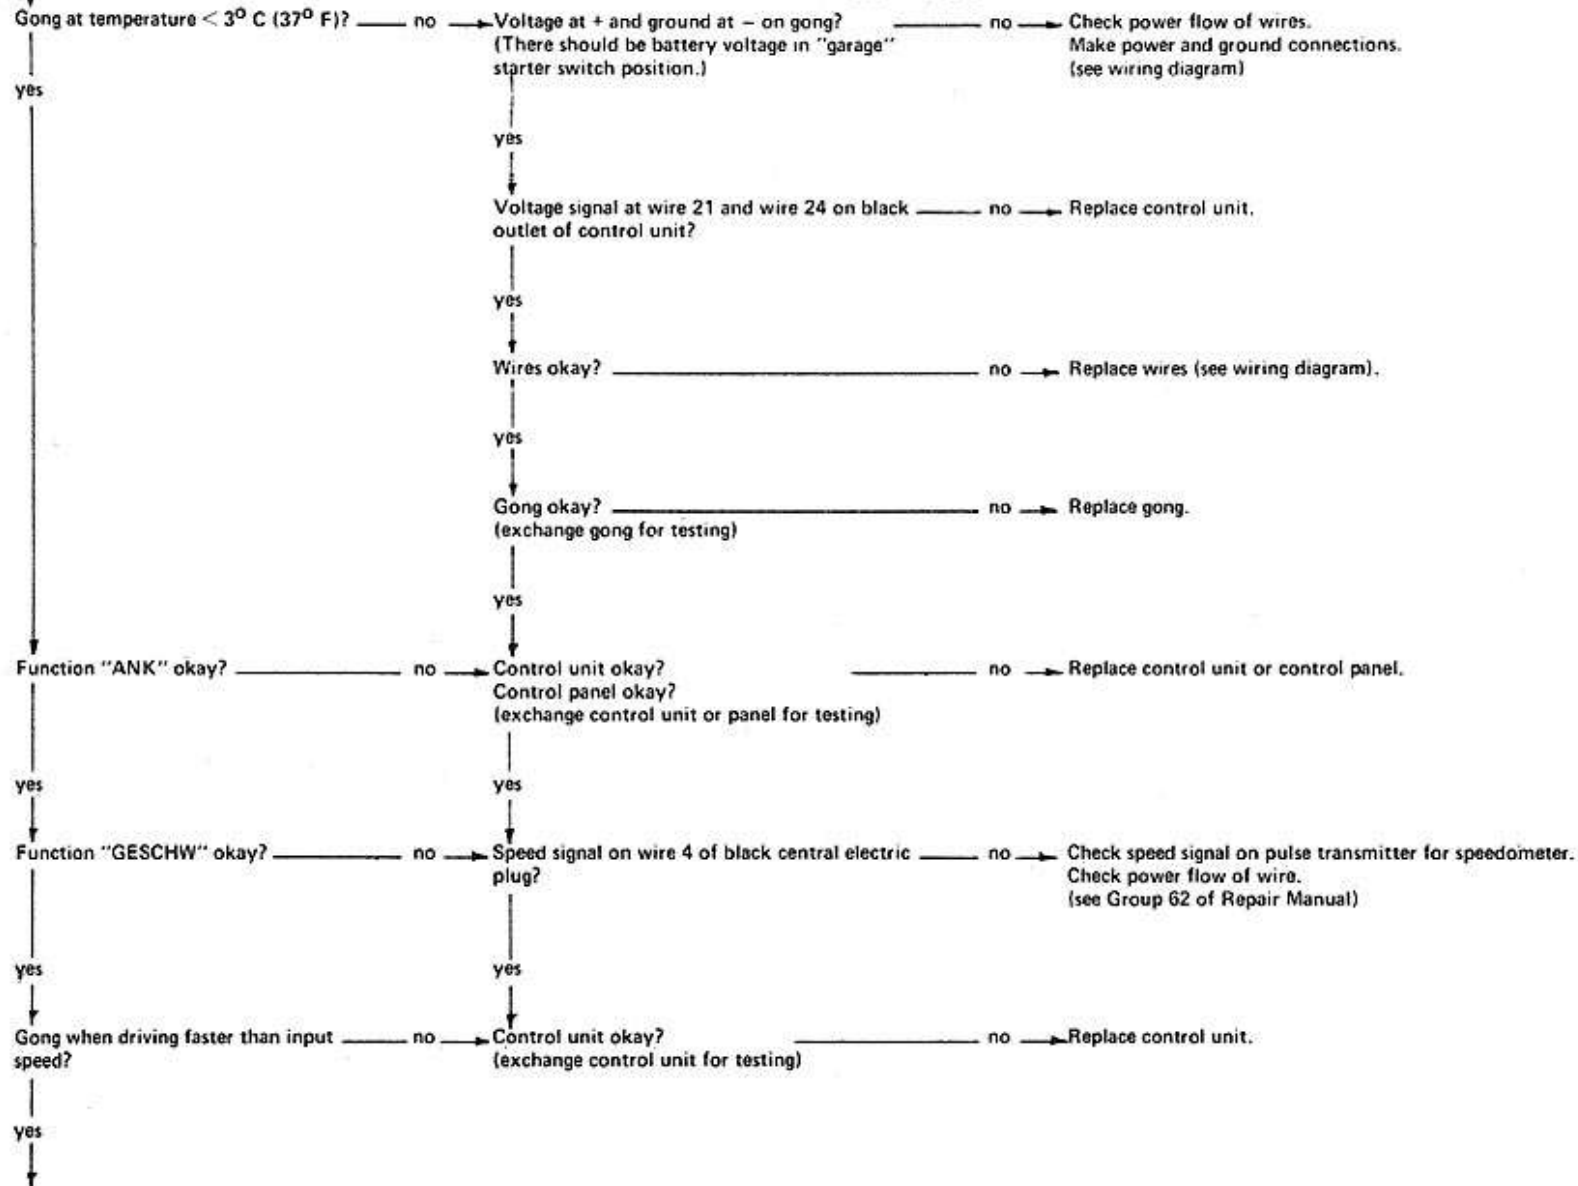 Gong at temperature < 3° C (37° F)? no Voltage at + and ground at – on gong? no Check power flow of wires.
(There should be battery voltage in "garage" Make power and ground connections.
starter switch position.) (see wiring diagram)
yes
yes
Voltage signal at wire 21 and wire 24 on black no Replace control unit.
outlet of control unit?
yes
Wires okay? no Replace wires (see wiring diagram).
yes
Gong okay? no Replace gong.
(exchange gong for testing)
yes
Function "ANK" okay? no Control unit okay? no Replace control unit or control panel.
Control panel okay?
(exchange control unit or panel for testing)
yes yes
Function "GESCHW" okay? no Speed signal on wire 4 of black central electric no Check speed signal on pulse transmitter for speedometer.
plug? Check power flow of wire.
(see Group 62 of Repair Manual)
yes yes
Gong when driving faster than input no Control unit okay? no Replace control unit.
speed? (exchange control unit for testing)
yes